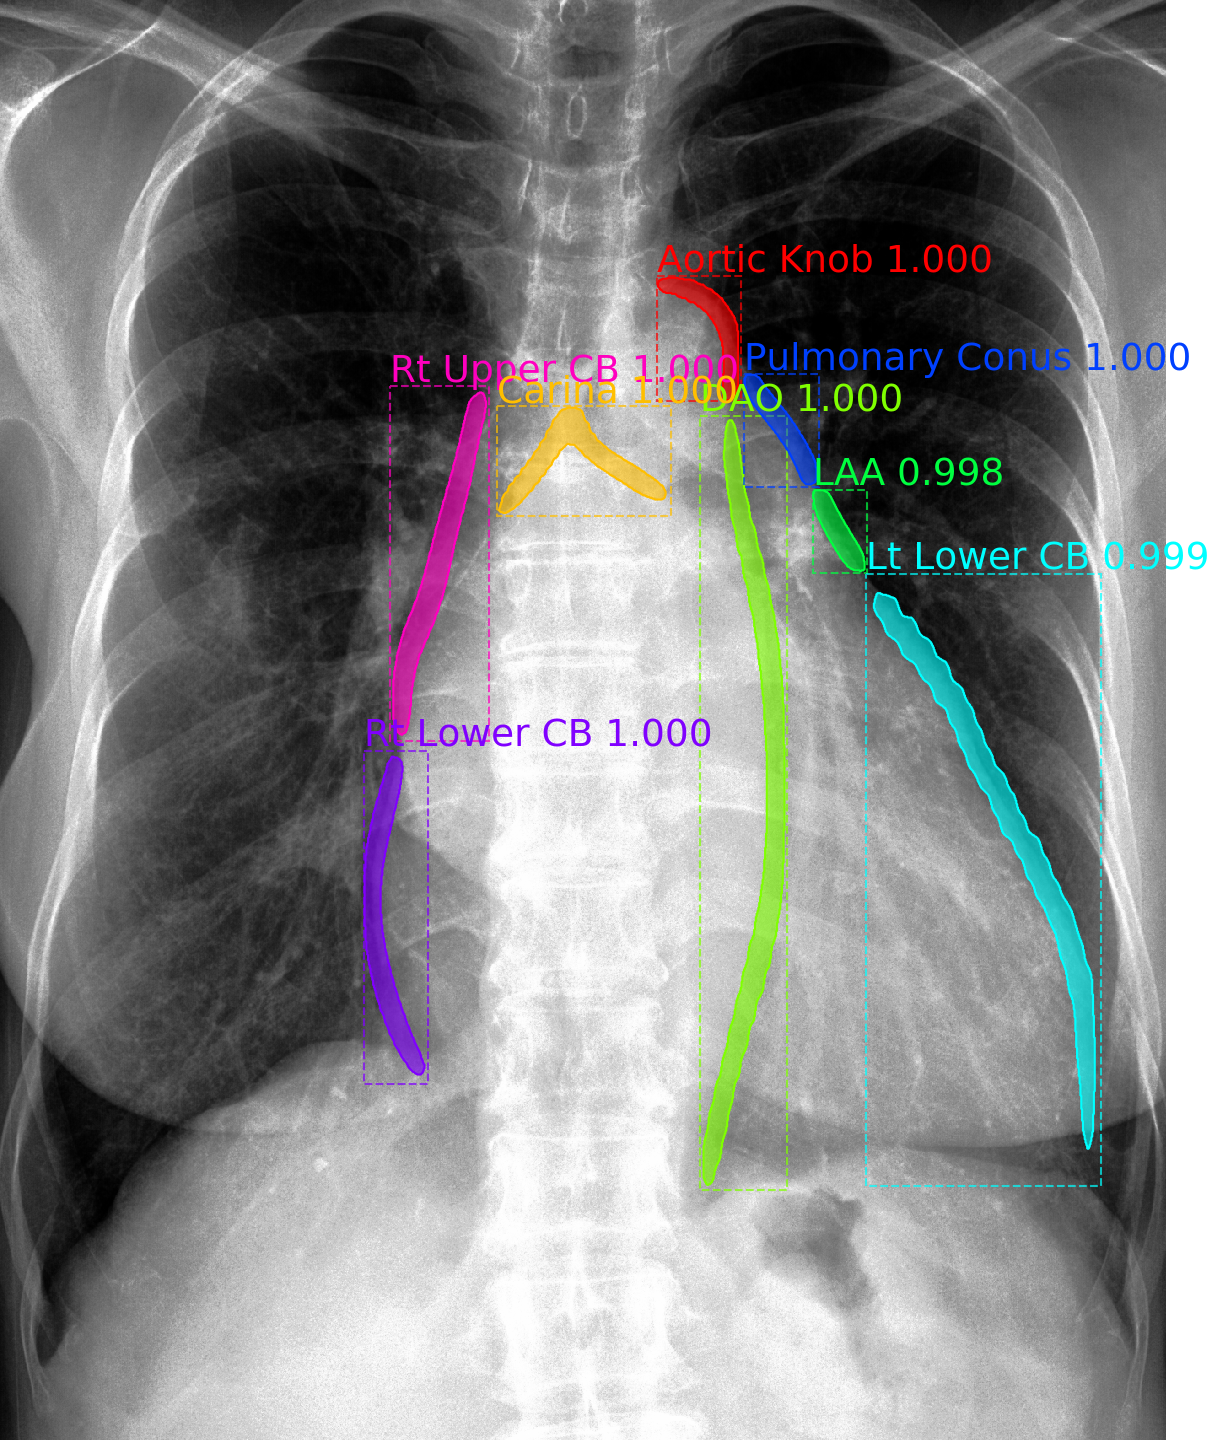 Aortic Knob 1.000
Pulmonary Conus 1.000
Rt Upper CB 1.000
Carina 1.000
DAO 1.000
LAA 0.998
Lt Lower CB 0.999
Rt Lower CB 1.000